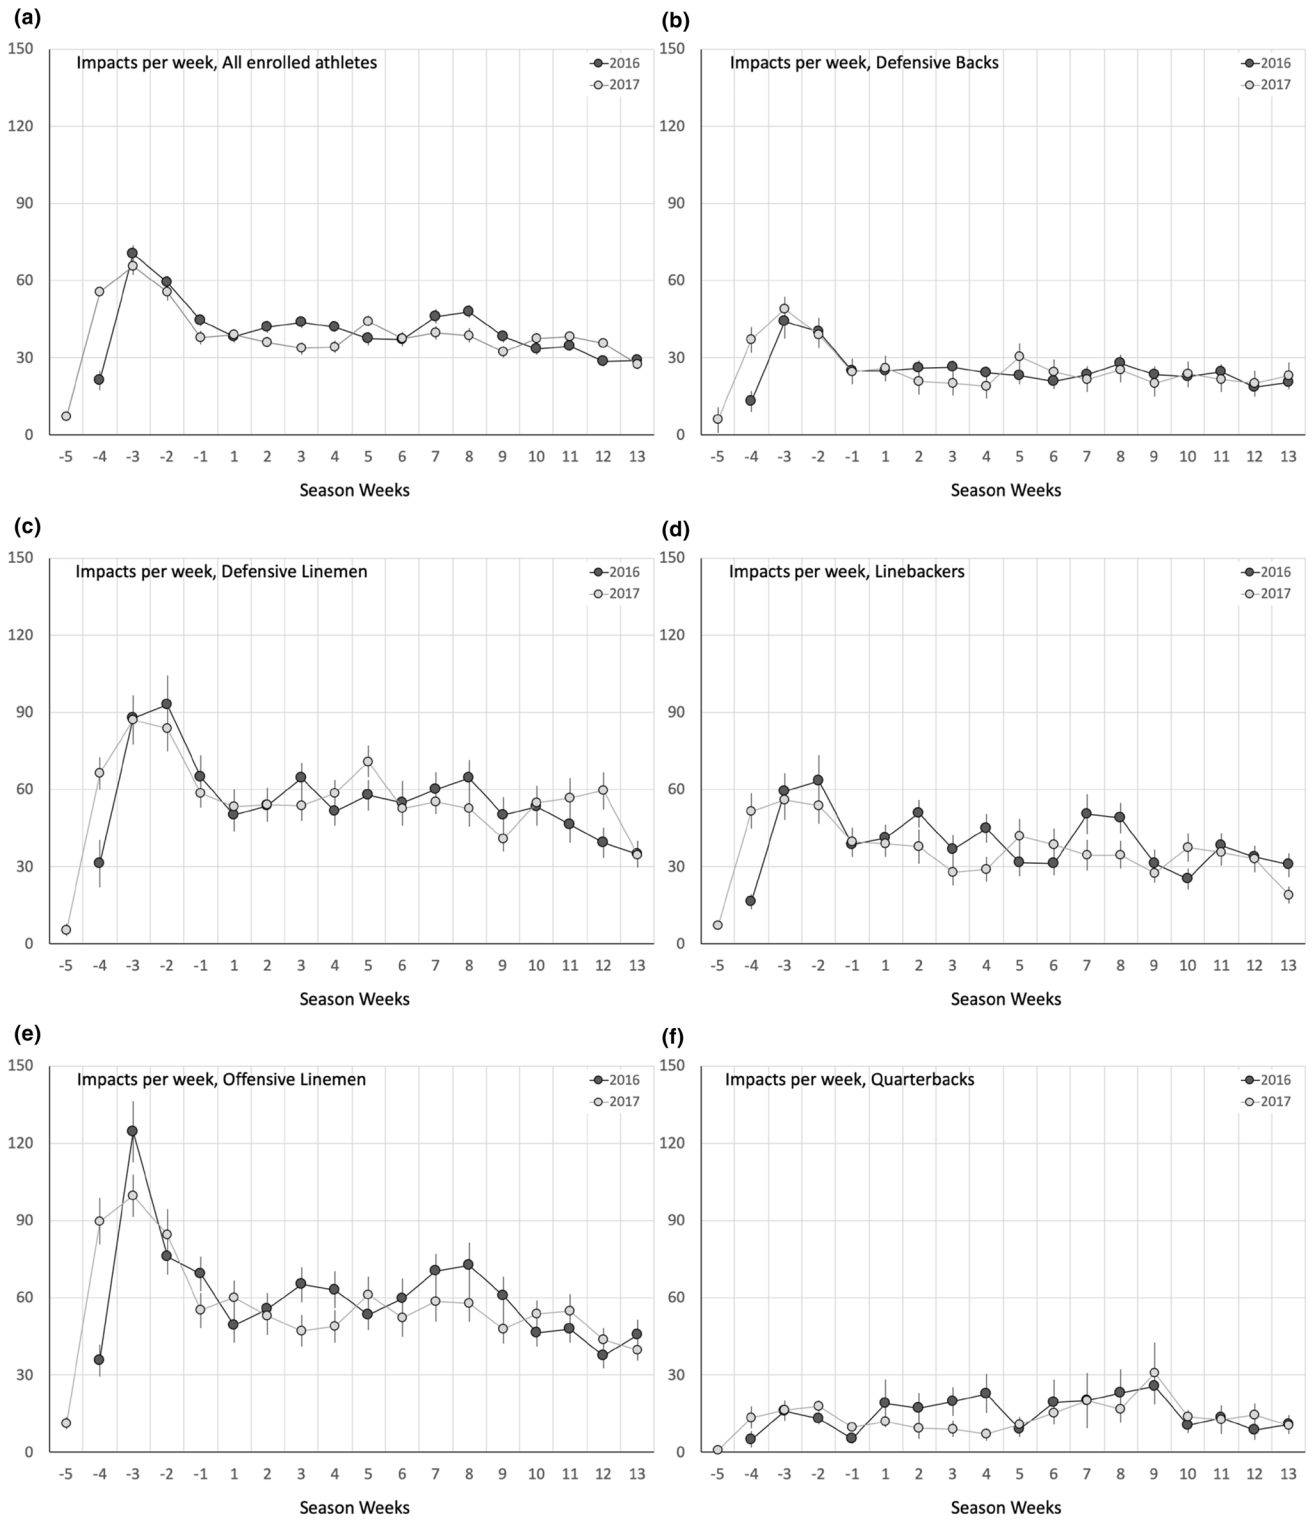 (a)
Impacts per week, All enrolled athletes
2016
2017
150
120
90
60
30
0
-5 -4 -3 -2 -1 1 2 3 4 5 6 7 8 9 10 11 12 13
Season Weeks
(b)
Impacts per week, Defensive Backs
2016
2017
150
120
90
60
30
0
-5 -4 -3 -2 -1 1 2 3 4 5 6 7 8 9 10 11 12 13
Season Weeks
(c)
Impacts per week, Defensive Linemen
2016
2017
150
120
90
60
30
0
-5 -4 -3 -2 -1 1 2 3 4 5 6 7 8 9 10 11 12 13
Season Weeks
(d)
Impacts per week, Linebackers
2016
2017
150
120
90
60
30
0
-5 -4 -3 -2 -1 1 2 3 4 5 6 7 8 9 10 11 12 13
Season Weeks
(e)
Impacts per week, Offensive Linemen
2016
2017
150
120
90
60
30
0
-5 -4 -3 -2 -1 1 2 3 4 5 6 7 8 9 10 11 12 13
Season Weeks
(f)
Impacts per week, Quarterbacks
2016
2017
150
120
90
60
30
0
-5 -4 -3 -2 -1 1 2 3 4 5 6 7 8 9 10 11 12 13
Season Weeks